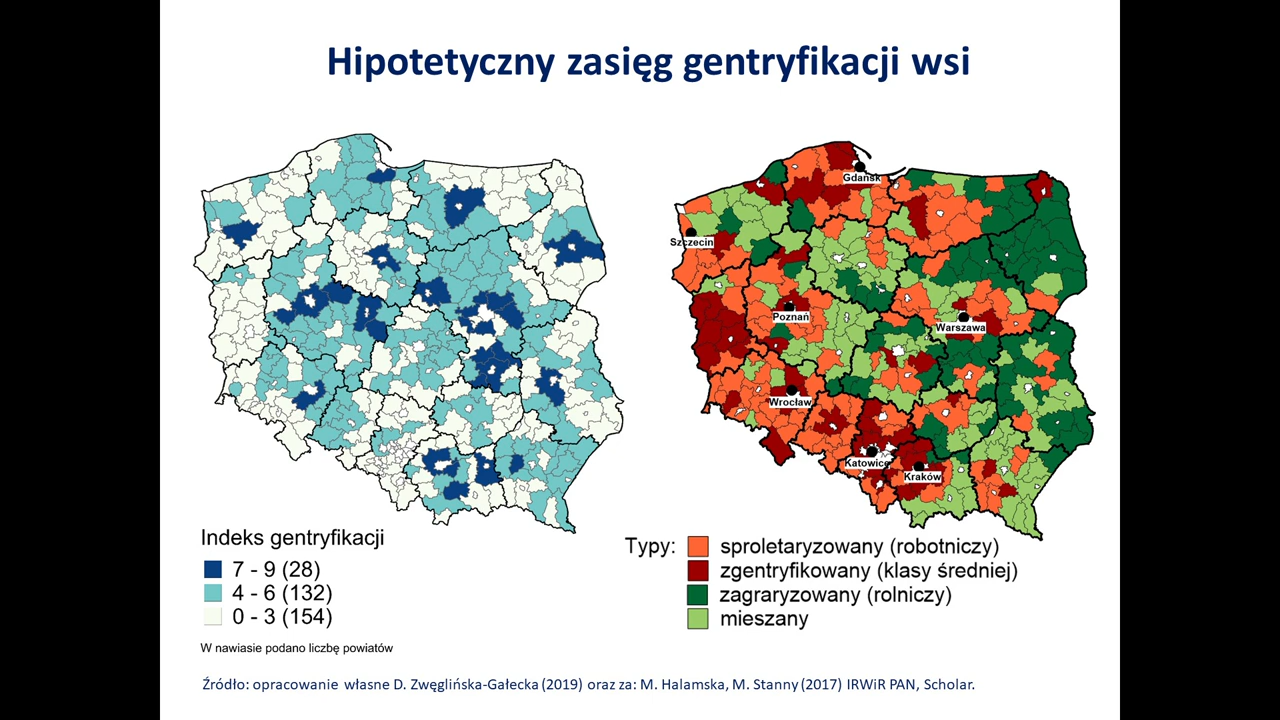 Hipotetyczny zasięg gentryfikacji wsi
Gdańsk
Szczecin
Poznań
Warszawa
Wrocław
Katowice
Kraków
Indeks gentryfikacji
7 - 9 (28)
4 - 6 (132)
0 - 3 (154)
W nawiasie podano liczbę powiatów
Typy:
sproletaryzowany (robotniczy)
zgentryfikowany (klasy średniej)
zagraryzowany (rolniczy)
mieszany
Źródło: opracowanie własne D. Zwęglińska-Gałecka (2019) oraz za: M. Halamska, M. Stanny (2017) IRWiR PAN, Scholar.